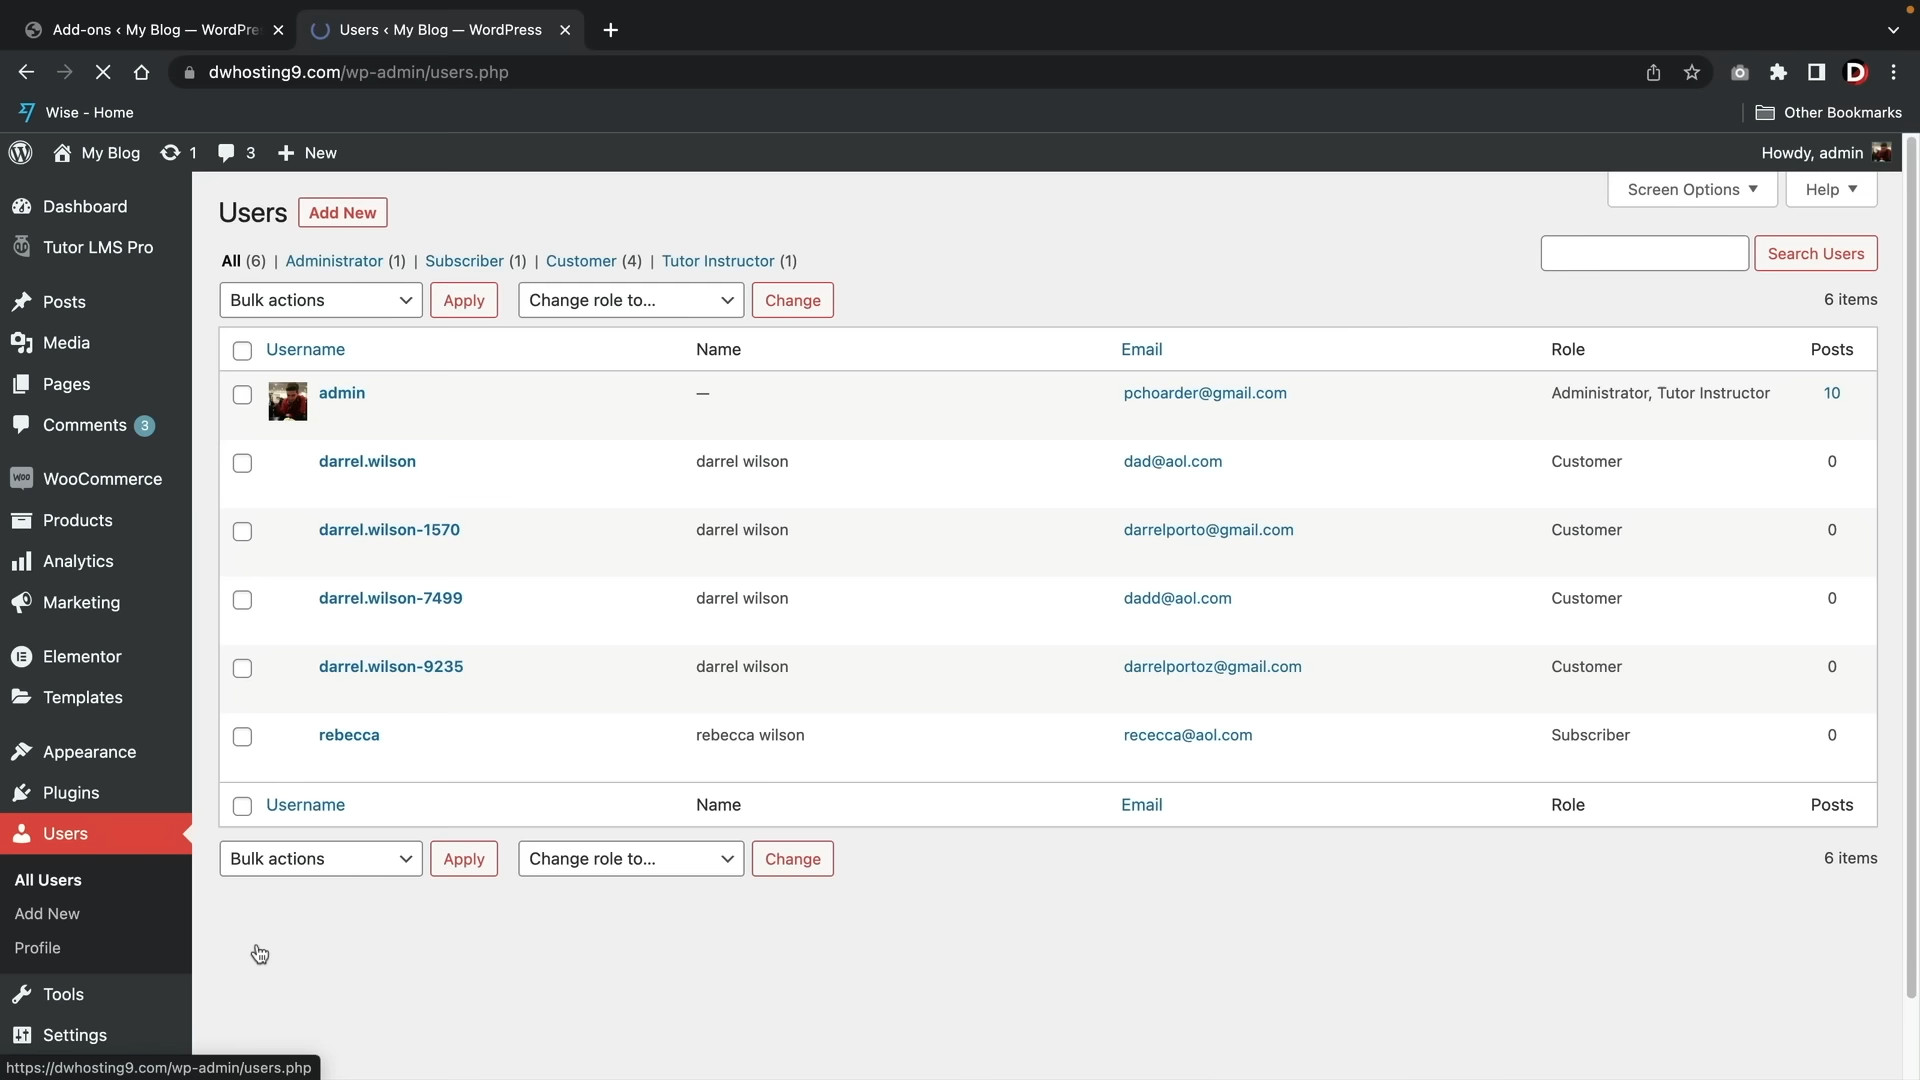 Add-ons ‹ My Blog — WordPre
Users ‹ My Blog — WordPress
dwhosting9.com/wp-admin/users.php
Wise - Home
Other Bookmarks
My Blog 1 3 New
Howdy, admin
Dashboard
Tutor LMS Pro
Posts
Media
Pages
Comments 3
WooCommerce
Products
Analytics
Marketing
Elementor
Templates
Appearance
Plugins
Users
All Users
Add New
Profile
Tools
Settings
Screen Options
Help
Users Add New
All (6) | Administrator (1) | Subscriber (1) | Customer (4) | Tutor Instructor (1)
Search Users
Bulk actions Apply Change role to... Change
6 items
Username Name Email Role Posts
admin — pchoarder@gmail.com Administrator, Tutor Instructor 10
darrel.wilson darrel wilson dad@aol.com Customer 0
darrel.wilson-1570 darrel wilson darrelporto@gmail.com Customer 0
darrel.wilson-7499 darrel wilson dadd@aol.com Customer 0
darrel.wilson-9235 darrel wilson darrelportoz@gmail.com Customer 0
rebecca rebecca wilson rececca@aol.com Subscriber 0
Username Name Email Role Posts
Bulk actions Apply Change role to... Change
6 items
https://dwhosting9.com/wp-admin/users.php